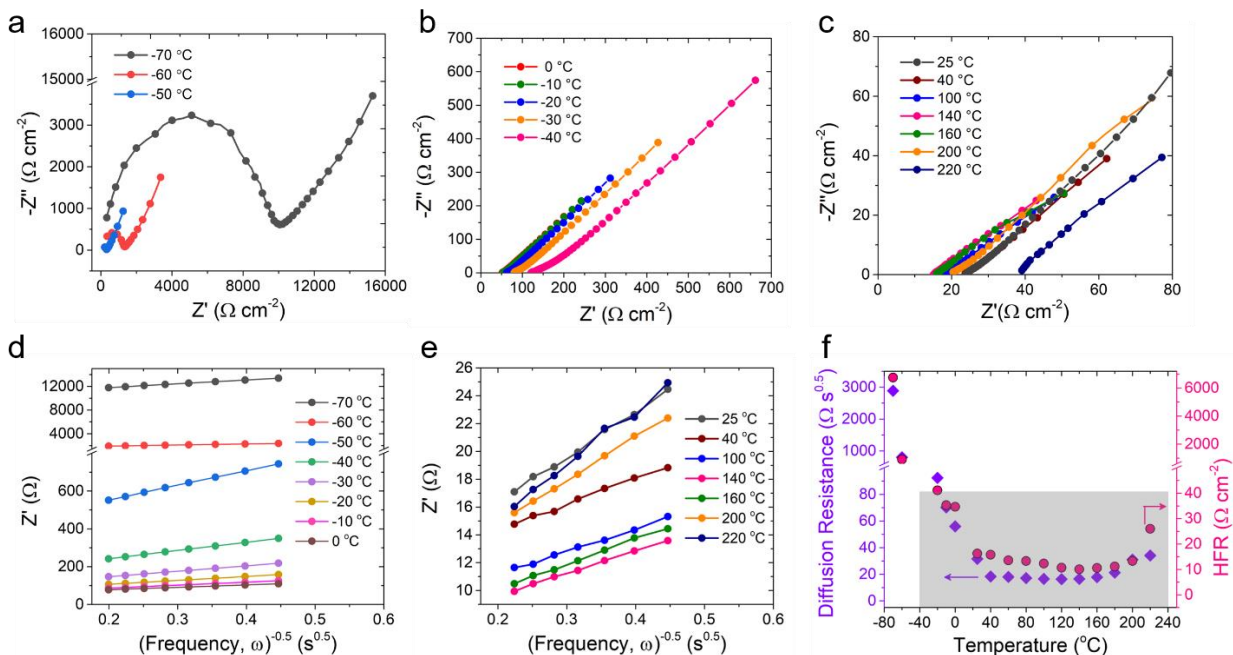 a
16000
15000
4000
3000
2000
1000
0
-Z'' (Ω cm⁻²)
-70 °C
-60 °C
-50 °C
0 4000 8000 12000 16000
Z' (Ω cm⁻²)
b
700
600
500
400
300
200
100
0
-Z'' (Ω cm⁻²)
0 °C
-10 °C
-20 °C
-30 °C
-40 °C
0 100 200 300 400 500 600 700
Z' (Ω cm⁻²)
c
80
60
40
20
0
-Z''(Ω cm⁻²)
25 °C
40 °C
100 °C
140 °C
160 °C
200 °C
220 °C
0 20 40 60 80
Z'(Ω cm⁻²)
d
12000
8000
4000
600
400
200
0
Z' (Ω)
-70 °C
-60 °C
-50 °C
-40 °C
-30 °C
-20 °C
-10 °C
0 °C
0.2 0.3 0.4 0.5
(Frequency, ω)⁻⁰·⁵ (s⁰·⁵)
e
26
24
22
20
18
16
14
12
10
Z' (Ω)
25 °C
40 °C
100 °C
140 °C
160 °C
200 °C
220 °C
0.2 0.3 0.4 0.5
(Frequency, ω)⁻⁰·⁵ (s⁰·⁵)
f
3000
2000
1000
80
60
40
20
0
Diffusion Resistance (Ω s⁰·⁵)
6000
4000
2000
0
40
30
20
10
0
HFR (Ω cm⁻²)
-80 -40 0 40 80 120 160 200 240
Temperature (°C)